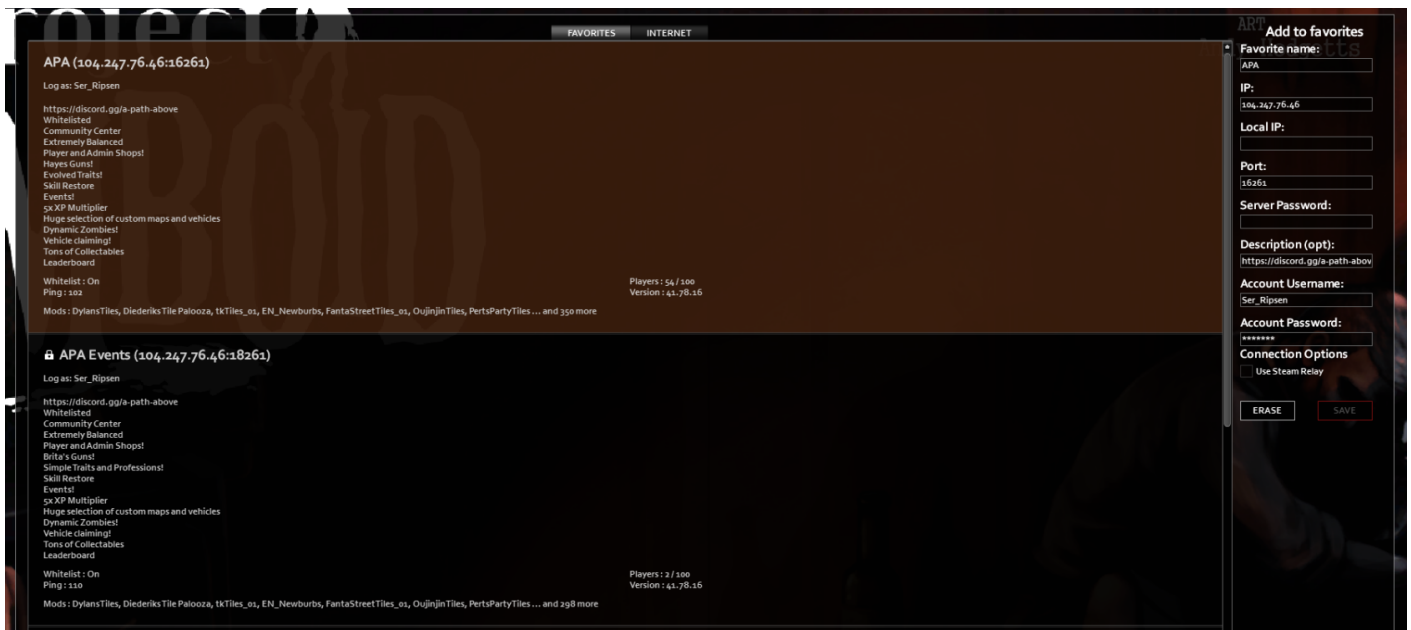 roject
BOID
FAVORITES
INTERNET
APA (104.247.76.46:16261)
Log as: Ser_Ripsen
https://discord.gg/a-path-above
Whitelisted
Community Center
Extremely Balanced
Player and Admin Shops!
Hayes Guns!
Evolved Traits!
Skill Restore
Events!
5x XP Multiplier
Huge selection of custom maps and vehicles
Dynamic Zombies!
Vehicle claiming!
Tons of Collectables
Leaderboard
Whitelist : On
Players : 54 / 100
Ping : 102
Version : 41.78.16
Mods : DylansTiles, DiederiksTile Palooza, tkTiles_01, EN_Newburbs, FantaStreetTiles_01, OujinjinTiles, PertsPartyTiles ... and 350 more
APA Events (104.247.76.46:18261)
Log as: Ser_Ripsen
https://discord.gg/a-path-above
Whitelisted
Community Center
Extremely Balanced
Player and Admin Shops!
Brita's Guns!
Simple Traits and Professions!
Skill Restore
Events!
5x XP Multiplier
Huge selection of custom maps and vehicles
Dynamic Zombies!
Vehicle claiming!
Tons of Collectables
Leaderboard
Whitelist : On
Players : 2 / 100
Ping : 110
Version : 41.78.16
Mods : DylansTiles, DiederiksTile Palooza, tkTiles_01, EN_Newburbs, FantaStreetTiles_01, OujinjinTiles, PertsPartyTiles ... and 298 more
ART
Add to favorites
Favorite name:
APA
IP:
104.247.76.46
Local IP:
Port:
16261
Server Password:
Description (opt):
https://discord.gg/a-path-abov
Account Username:
Ser_Ripsen
Account Password:
*******
Connection Options
Use Steam Relay
ERASE
SAVE